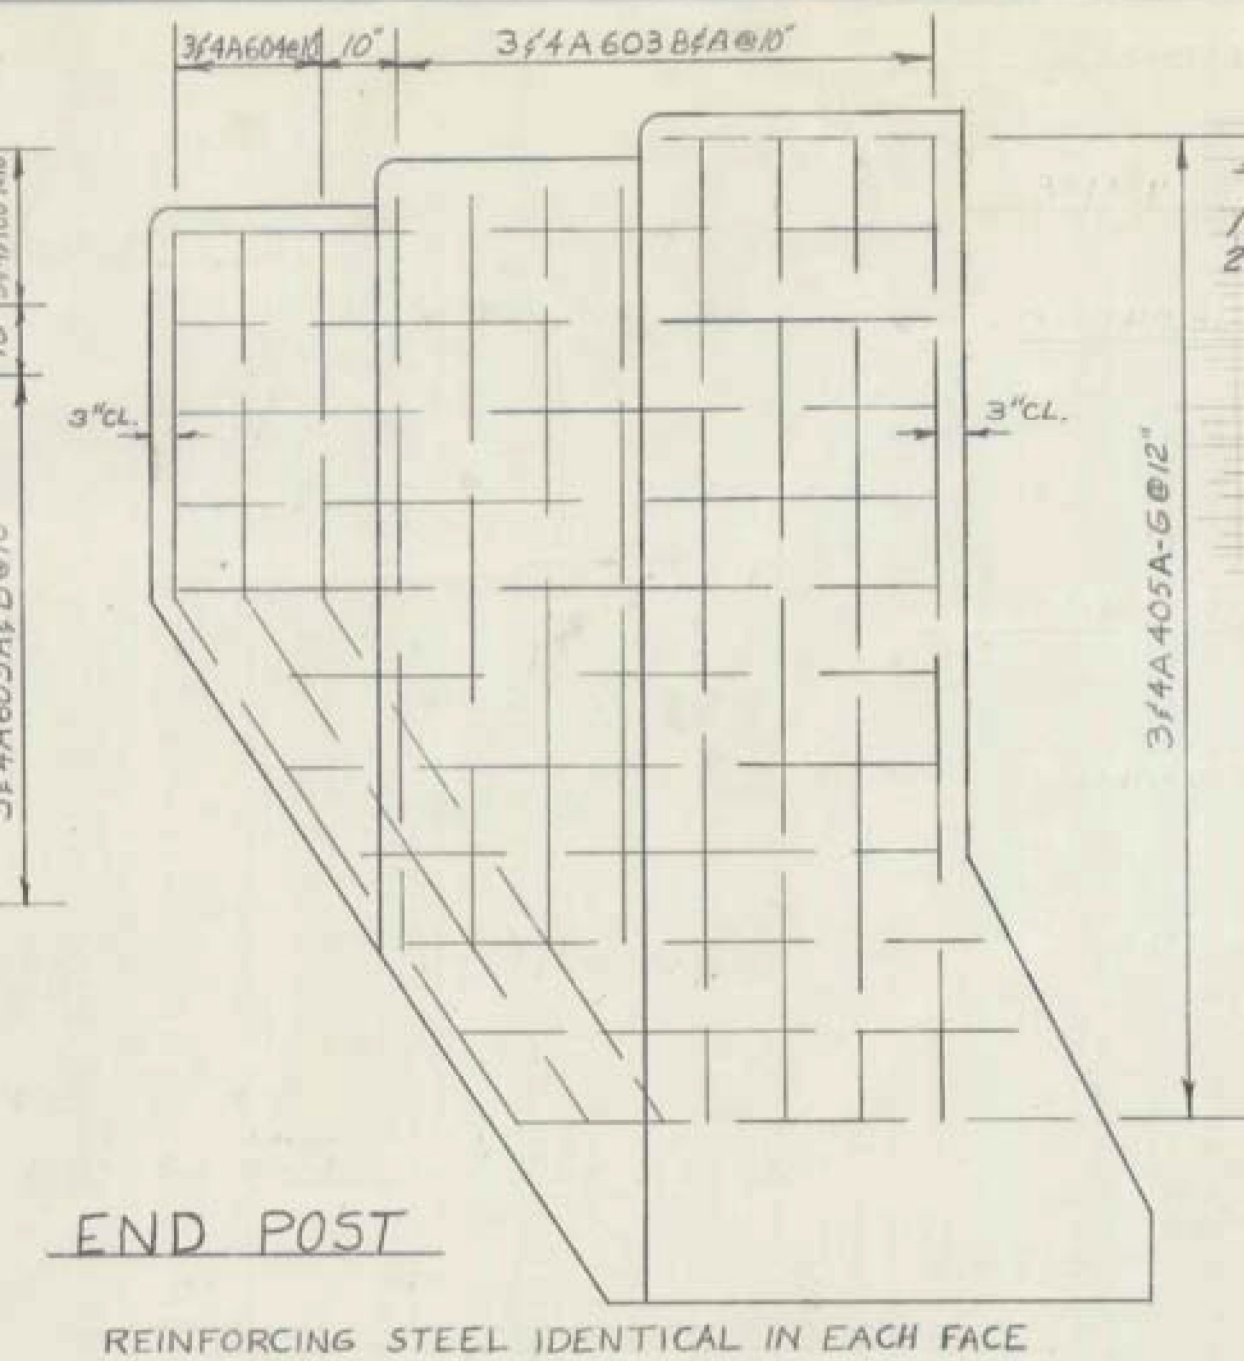 3&4A604@10
10"
3&4A603B&A@10"
3"CL.
3"CL.
3&4A405A-G@12"
END POST
REINFORCING STEEL IDENTICAL IN EACH FACE